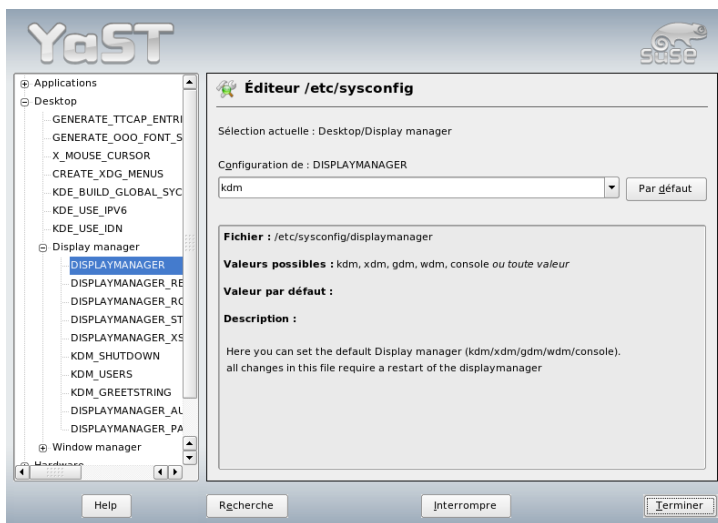 YaST
SUSE
Applications
Desktop
GENERATE_TTCAP_ENTRI
GENERATE_OOO_FONT_S
X_MOUSE_CURSOR
CREATE_XDG_MENUS
KDE_BUILD_GLOBAL_SYC
KDE_USE_IPV6
KDE_USE_IDN
Display manager
DISPLAYMANAGER
DISPLAYMANAGER_RE
DISPLAYMANAGER_RO
DISPLAYMANAGER_ST
DISPLAYMANAGER_XS
KDM_SHUTDOWN
KDM_USERS
KDM_GREETSTRING
DISPLAYMANAGER_AU
DISPLAYMANAGER_PA
Window manager
Hardware
Éditeur /etc/sysconfig
Sélection actuelle : Desktop/Display manager
Configuration de : DISPLAYMANAGER
kdm
Par défaut
Fichier : /etc/sysconfig/displaymanager
Valeurs possibles : kdm, xdm, gdm, wdm, console ou toute valeur
Valeur par défaut :
Description :
Here you can set the default Display manager (kdm/xdm/gdm/wdm/console).
all changes in this file require a restart of the displaymanager
Help
Recherche
Interrompre
Terminer